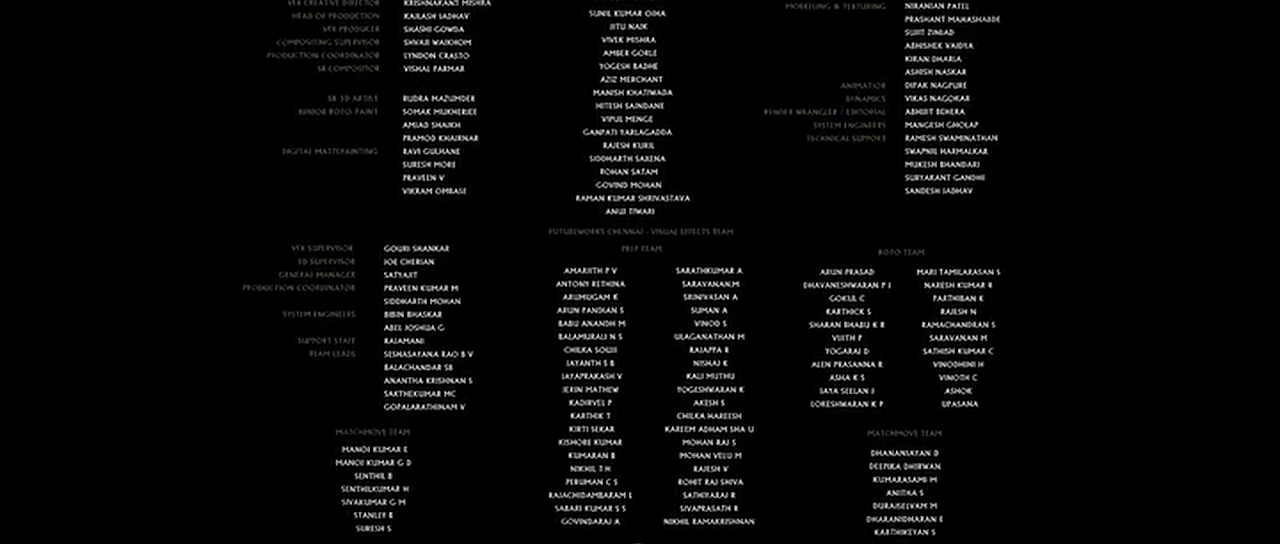 VFX CREATIVE DIRECTOR KRISHNAKANT MISHRA
HEAD OF PRODUCTION KAILASH JADHAV
VFX PRODUCER SHASHI GOWDA
COMPOSITING SUPERVISOR SHVAJI WAIKHOM
PRODUCTION COORDINATOR LYNDON CRASTO
SR COMPOSITOR VISHAL PARMAR
SR 3D ARTIST RUDRA MAZUMDER
JUNIOR ROTO PAINT SOMAK MUKHERJEE
AMJAD SHAIKH
PRAMOD KHAIRNAR
DIGITAL MATTEPAINTING RAVI GULHANE
SURESH MORE
PRAVEEN V
VIKRAM OMBASE
SUNIL KUMAR OJHA
JITU NAIK
VIVEK MISHRA
AMBER GORLE
YOGESH BADHE
AZIZ MERCHANT
MANISH KHATIWADA
HITESH SAINDANE
VIPUL MENGE
GANPATI YARLAGADDA
RAJESH KURIL
SIDDHARTH SAXENA
ROHAN SATAM
GOVIND MOHAN
RAMAN KUMAR SHRIVASTAVA
ANUJ TIWARI
MODELLING & TEXTURING NIRANJAN PATEL
PRASHANT MAHASHABDE
SUJIT ZINJAD
ABHISHEK VAIDYA
KIRAN DHARIA
ASHISH NASKAR
ANIMATION DIPAK NAGPURE
DYNAMICS VIKAS NAGOKAR
RENDER WRANGLER / EDITORIAL ABHIJIT BEHERA
SYSTEM ENGINEERS MANGESH GHOLAP
TECHNICAL SUPPORT RAMESH SWAMINATHAN
SWAPNIL HARMALKAR
MUKESH BHANDARI
SURYAKANT GANDHI
SANDESH JADHAV
FUTUREWORKS CHENNAI - VISUAL EFFECTS TEAM
VFX SUPERVISOR GOURI SHANKAR
3D SUPERVISOR JOE CHERIAN
GENERAL MANAGER SATYAJIT
PRODUCTION COORDINATOR PRAVEEN KUMAR M
SIDDHARTH MOHAN
SYSTEM ENGINEERS BIBIN BHASKAR
ABEL JOSHUA G
SUPPORT STAFF RAJAMANI
TEAM LEADS SESHASAYANA RAO B V
BALACHANDAR SB
ANANTHA KRISHNAN S
SAKTHEKUMAR MC
GOPALARATHINAM V
MATCHMOVE TEAM
MANOJ KUMAR E
MANOJ KUMAR G D
SENTHIL B
SENTHILKUMAR H
SIVAKUMAR G M
STANLEY B
SURESH S
PREP TEAM
AMARJITH P V SARATHKUMAR A
ANTONY RETHINA SARAVANAN.M
ARUMUGAM K SRINIVASAN A
ARUN PANDIAN S SUMAN A
BABU ANANDH M VINOD S
BALAMURALI N S ULAGANATHAN M
CHILKA SOUJI RAJAPPA R
JAYANTH S B NISHAJ K
JAYAPRAKASH V KALI MUTHU
JERIN MATHEW YOGESHWARAN K
KADIRVEL P AKESH S
KARTHIK T CHILKA HAREESH
KIRTI SEKAR KAREEM ADHAM SHA U
KISHORE KUMAR MOHAN RAJ S
KUMARAN B MOHAN VELU M
NIKHIL T H RAJESH V
PERUMAN C S ROHIT RAJ SHIVA
RAJACHIDAMBARAM L SATHIYARAJ R
SABARI KUMAR S S SIVAPRASATH R
GOVINDARAJ A NIKHIL RAMAKRISHNAN
ROTO TEAM
ARUN PRASAD MARI TAMILARASAN S
DHAVANESHWARAN P J NARESH KUMAR R
GOKUL C PARTHIBAN K
KARTHICK S RAJESH N
SHARAN BHABU K R RAMACHANDRAN S
VIJITH P SARAVANAN M
YOGARAJ D SATHISH KUMAR C
ALEN PRASANNA R VINODHINI H
ASHA K S VINOTH C
JAYA SEELAN J ASHOK
LOKESHWARAN K P UPASANA
MATCHMOVE TEAM
DHANANJAYAN D
DEEPIKA DHIRWAN
KUMARASAMI M
ANITHA S
DURAISELVAM M
DHARANIDHARAN E
KARTHIKEYAN S